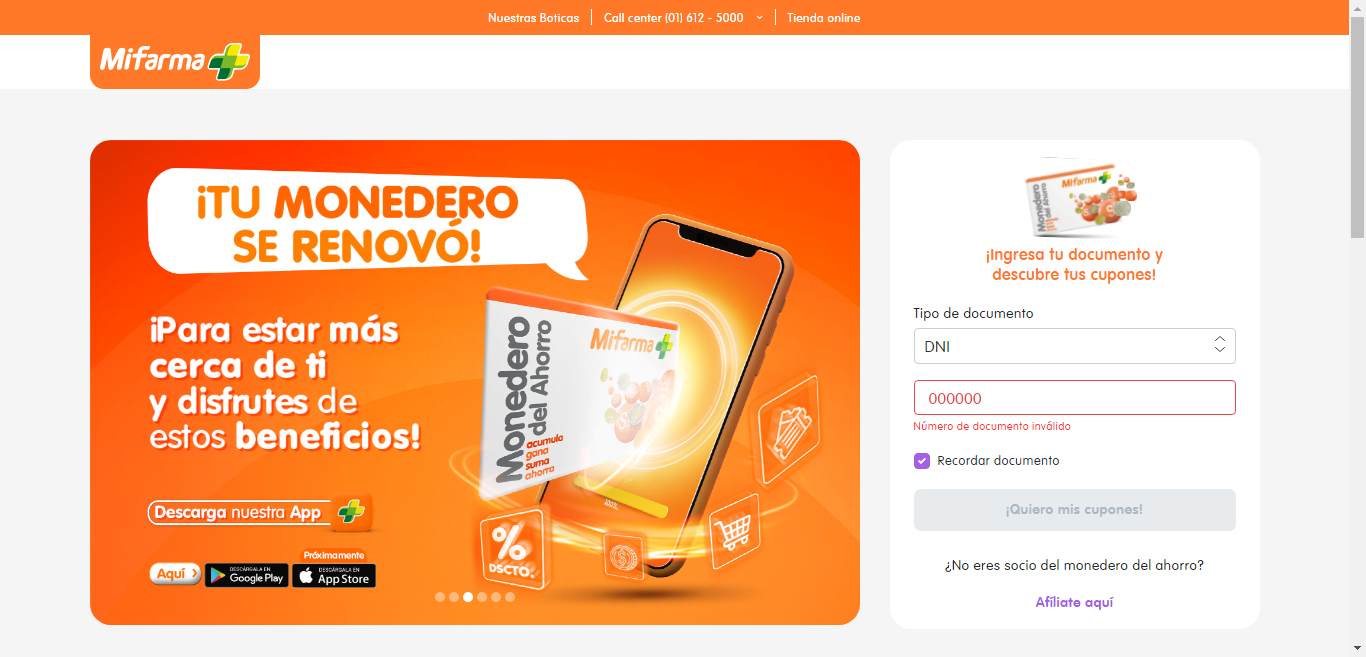 Nuestras Boticas
Call center (01) 612 - 5000
Tienda online
Mifarma
¡TU MONEDERO
SE RENOVÓ!
¡Para estar más
cerca de ti
y disfrutes de
estos beneficios!
Descarga nuestra App
Próximamente
Aquí
DESCÁRGALA EN
Google Play
DESCÁRGALA EN
App Store
Monedero
del Ahorro
acumula
gana
suma
ahorra
Mifarma
%
DSCTO.
$
Monedero
del Ahorro
Mifarma
¡Ingresa tu documento y
descubre tus cupones!
Tipo de documento
DNI
000000
Número de documento inválido
Recordar documento
¡Quiero mis cupones!
¿No eres socio del monedero del ahorro?
Afíliate aquí